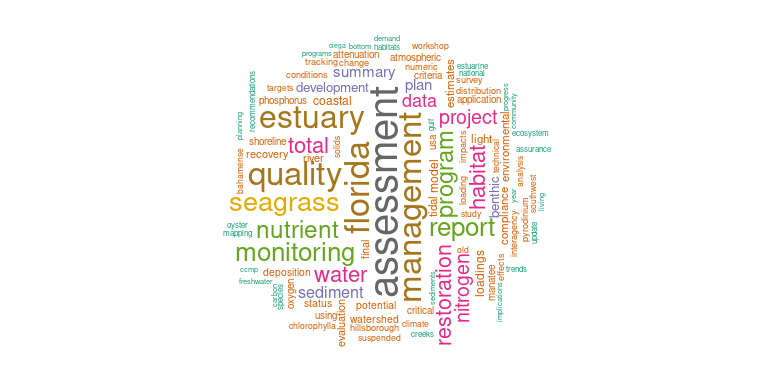 demand
ciega bottom habitats
workshop
programs attenuation
atmospheric
tracking change
numeric
estuarine
conditions summary
criteria
national
survey
targets development
plan
estimates
distribution
phosphorus coastal
data
application
recommendations
estuary
project
progress
community
planning
gulf
environmental
shoreline total
usa
light
ecosystem
recovery river
solids
florida
assessment
management
program
impacts
habitat
technical
assurance
bahamense
quality
tidal model
loading
benthic
compliance
analysis
southwest
seagrass
study
interagency
year
pyrodinium
living
oyster
mapping
nutrient
report
update
monitoring
final
old
ccmp
deposition water
sediments
restoration
nitrogen
loadings
manatee
effects
trends
implications
freshwater
carbon
species
oxygen
sediment
status
potential
critical
using
evaluation
watershed
climate
chlorophylla
hillsborough
creeks
suspended